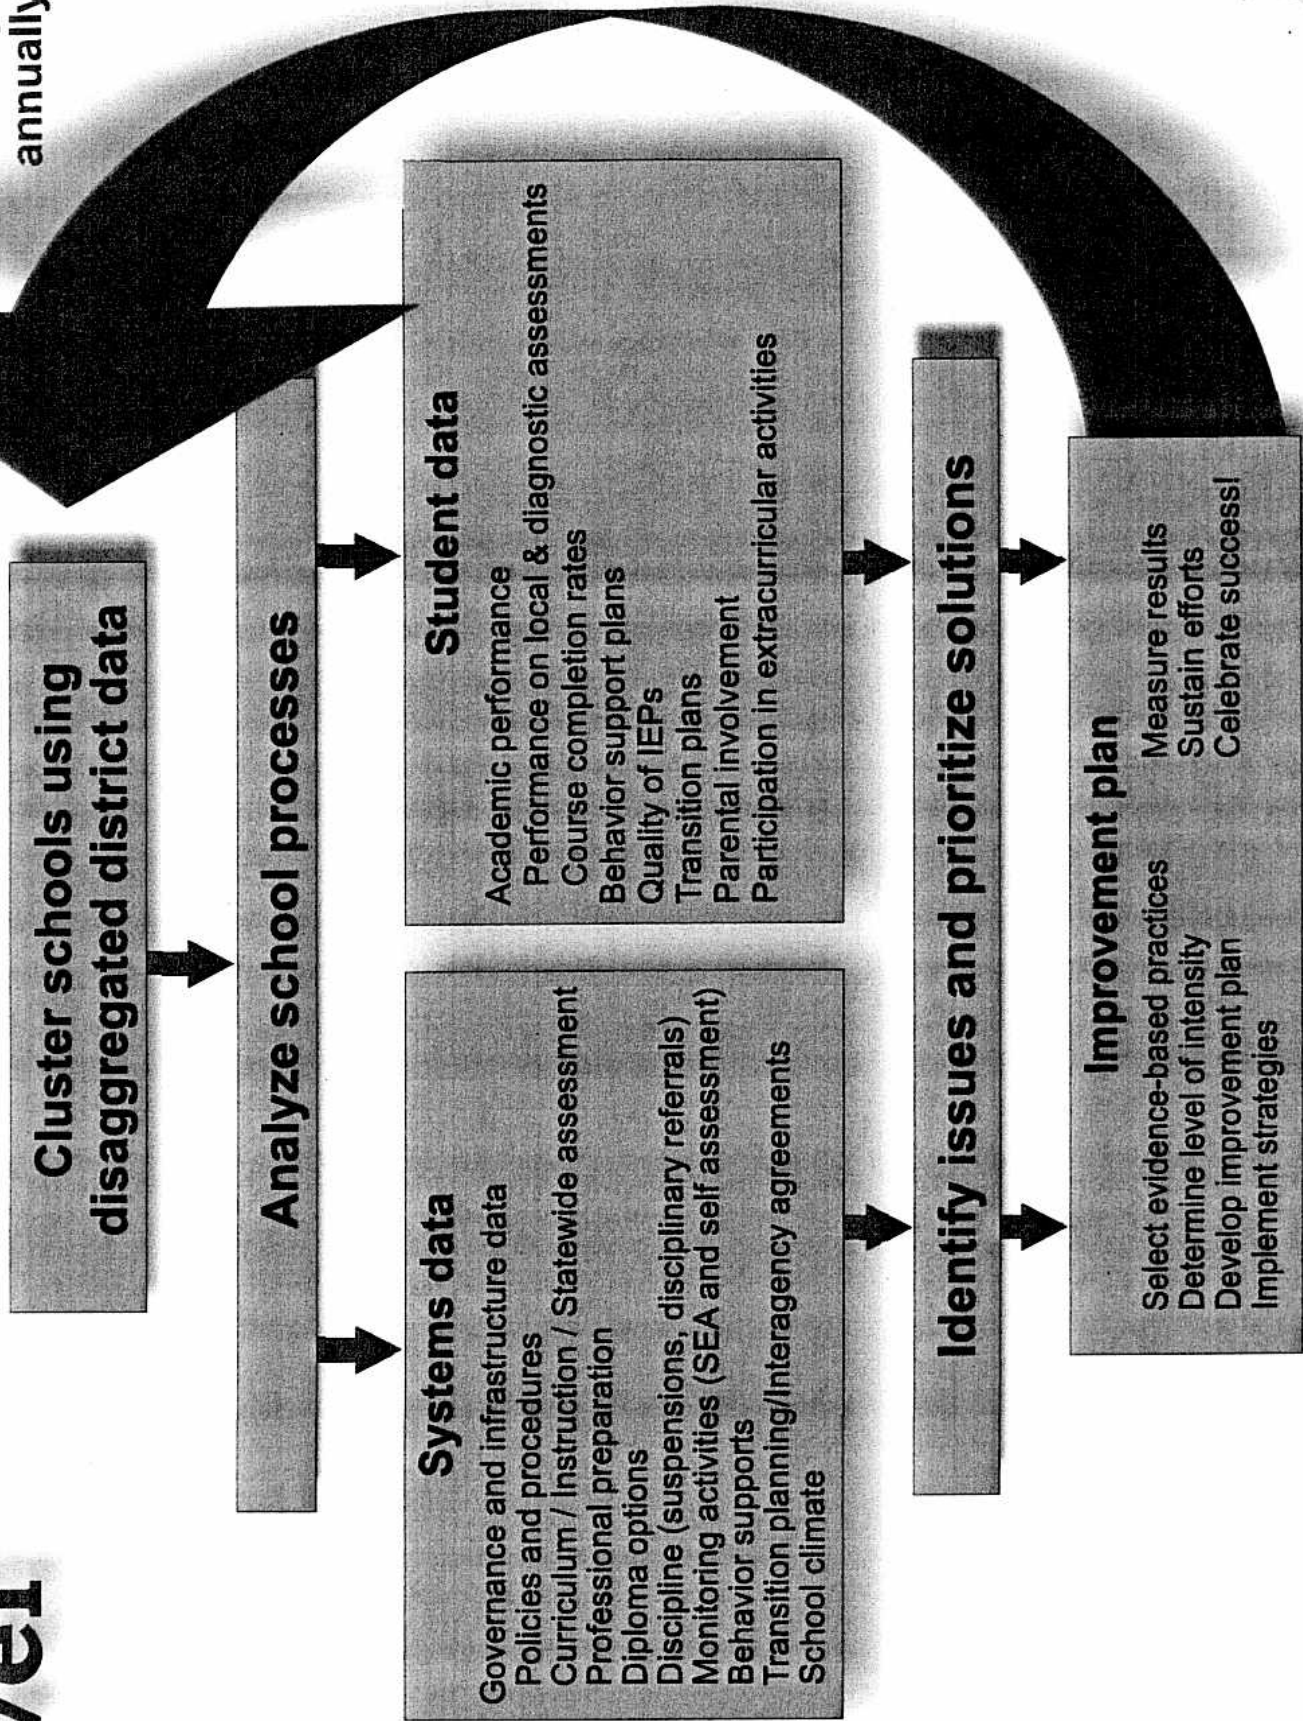 annually
Cluster schools using
disaggregated district data
Analyze school processes
Systems data
Governance and infrastructure data
Policies and procedures
Curriculum / Instruction / Statewide assessment
Professional preparation
Diploma options
Discipline (suspensions, disciplinary referrals)
Monitoring activities (SEA and self assessment)
Behavior supports
Transition planning/Interagency agreements
School climate
Student data
Academic performance
Performance on local & diagnostic assessments
Course completion rates
Behavior support plans
Quality of IEPs
Transition plans
Parental involvement
Participation in extracurricular activities
Identify issues and prioritize solutions
Improvement plan
Select evidence-based practices
Determine level of intensity
Develop improvement plan
Implement strategies
Measure results
Sustain efforts
Celebrate success!